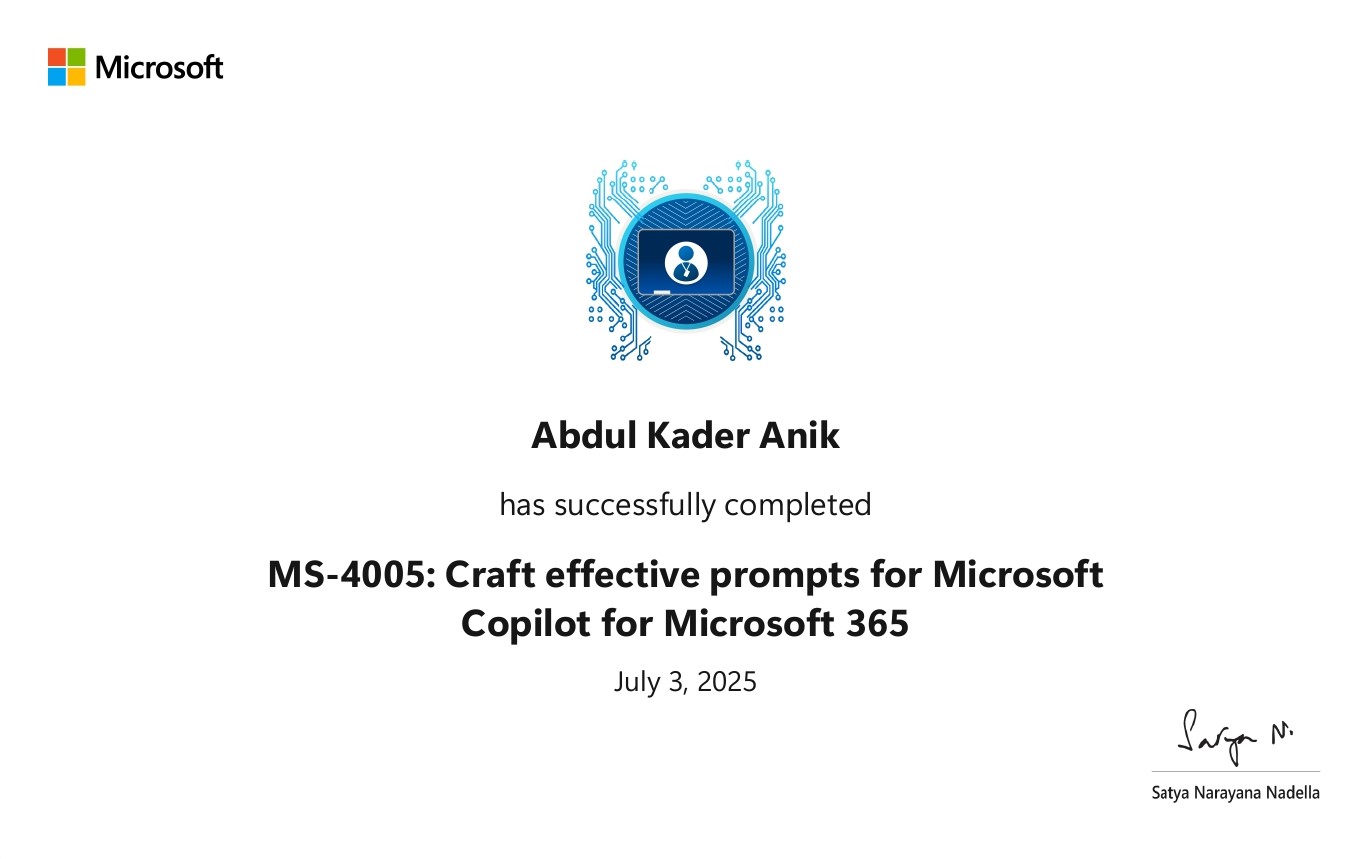 Microsoft
Abdul Kader Anik
has successfully completed
MS-4005: Craft effective prompts for Microsoft
Copilot for Microsoft 365
July 3, 2025
Satya N.
Satya Narayana Nadella